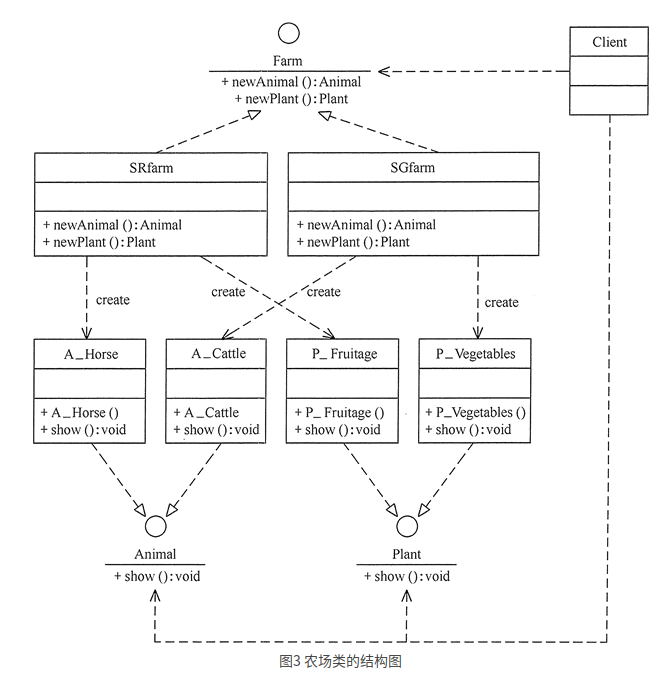 Farm
+ newAnimal ():Animal
+ newPlant ():Plant
Client
SRfarm
+ newAnimal ():Animal
+ newPlant ():Plant
SGfarm
+ newAnimal ():Animal
+ newPlant ():Plant
create
create
create
create
A_Horse
+ A_Horse ()
+ show ():void
A_Cattle
+ A_Cattle
+ show ():void
P_ Fruitage
+ P_ Fruitage ()
+ show ():void
P_Vegetables
+ P_Vegetables ()
+ show ():void
Animal
+ show ():void
Plant
+ show ():void
图3 农场类的结构图